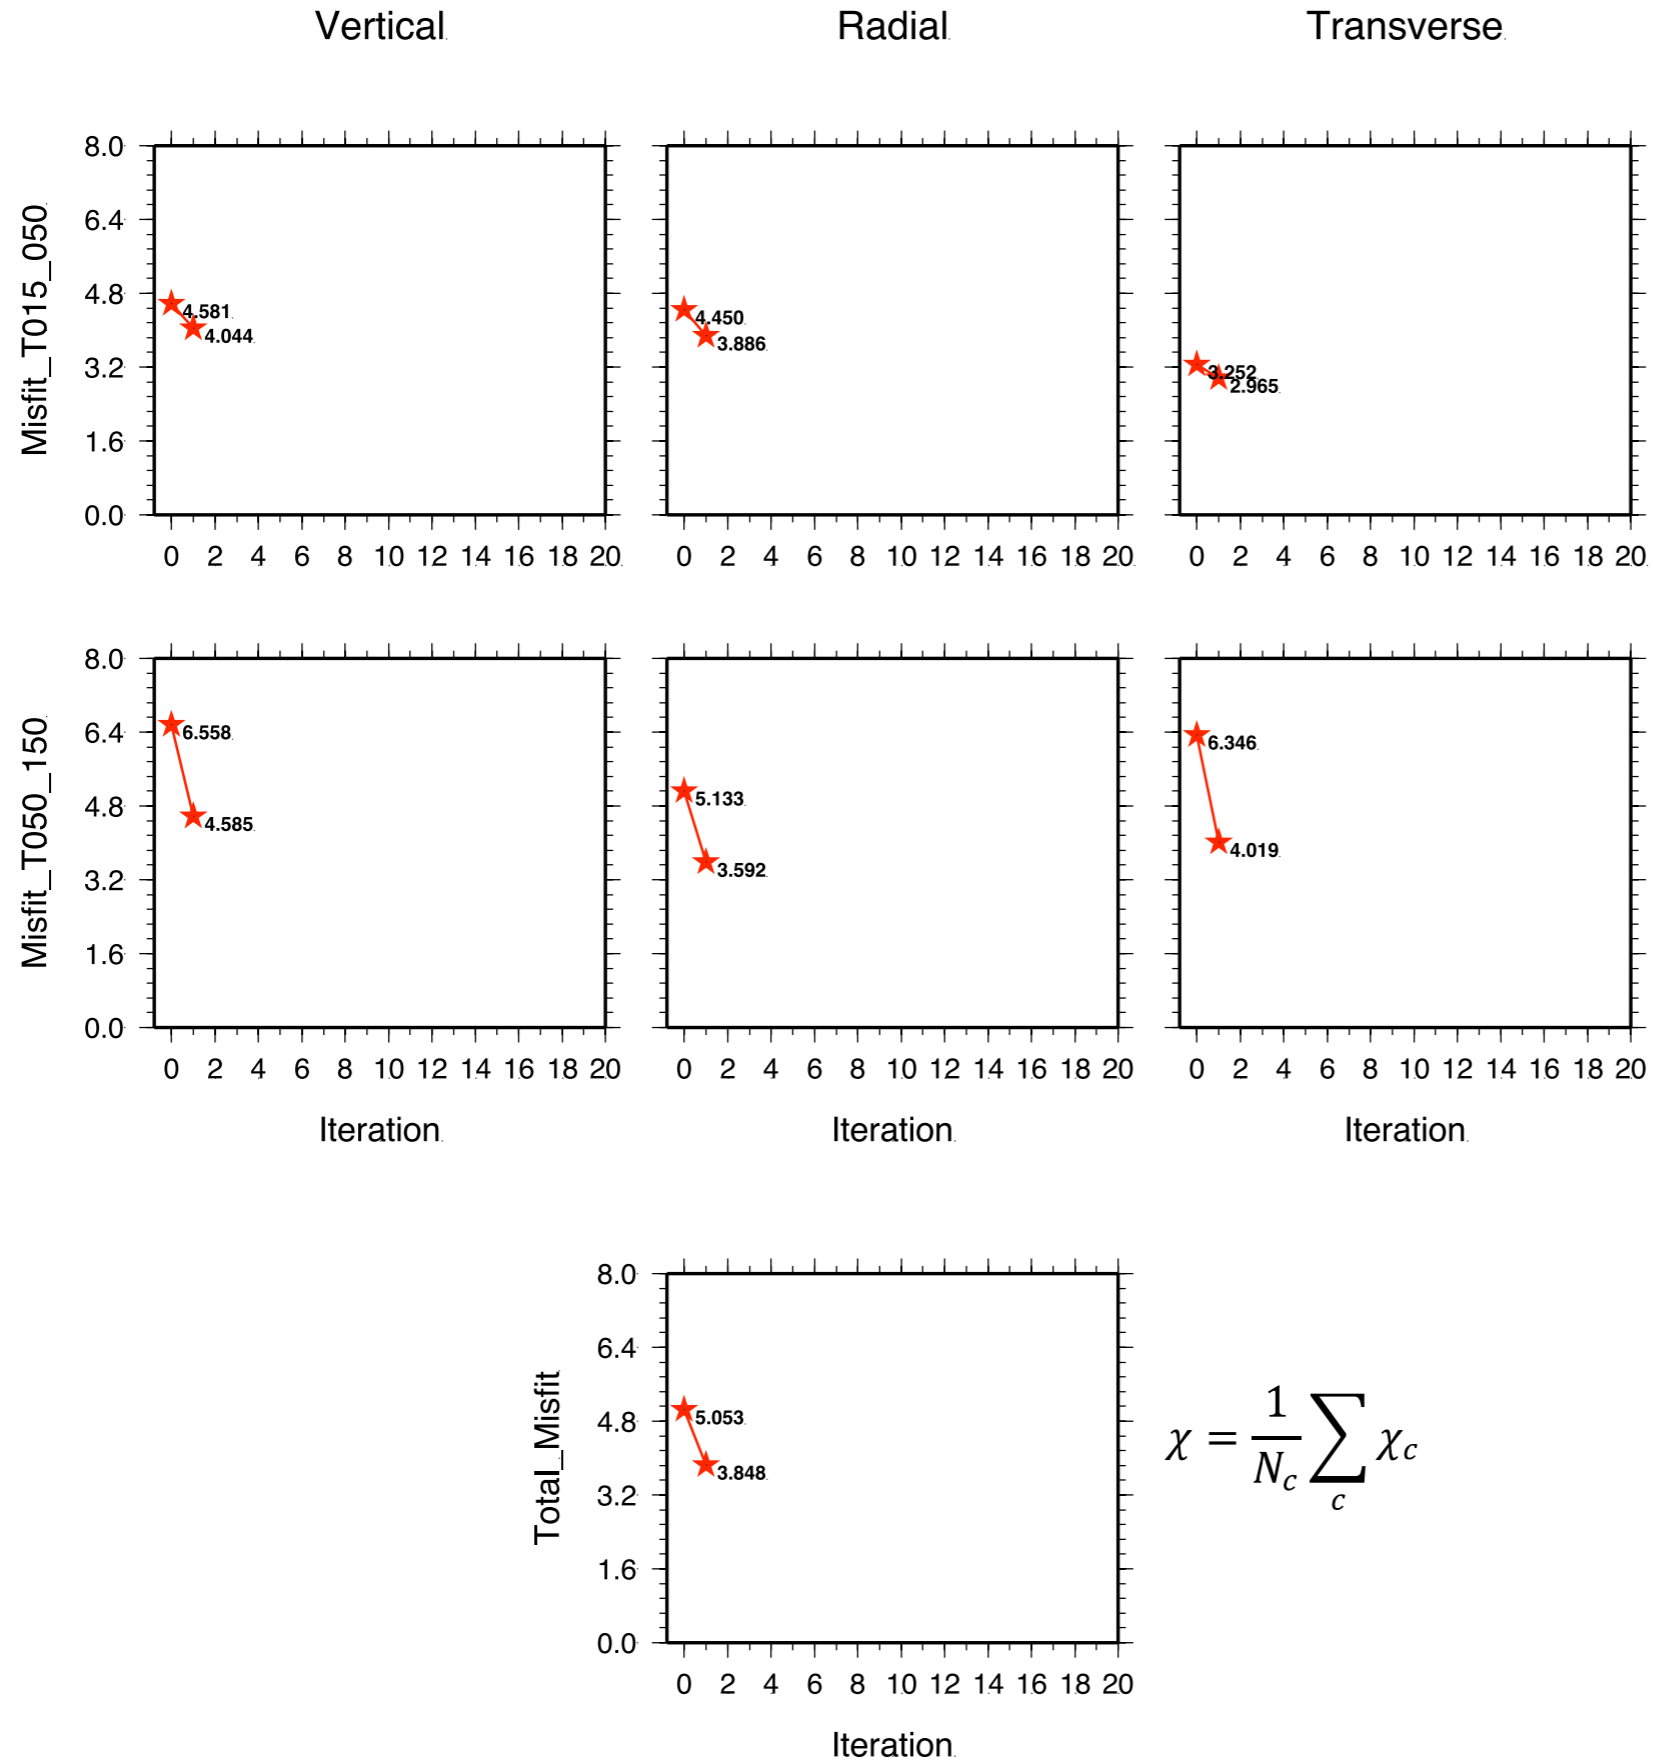 Vertical Radial Transverse
Misfit_T015_050
8.0
6.4
4.8
3.2
1.6
0.0
4.581
4.044
0 2 4 6 8 10 12 14 16 18 20
4.450
3.886
0 2 4 6 8 10 12 14 16 18 20
3.252
2.965
0 2 4 6 8 10 12 14 16 18 20
Misfit_T050_150
8.0
6.4
4.8
3.2
1.6
0.0
6.558
4.585
0 2 4 6 8 10 12 14 16 18 20
Iteration
5.133
3.592
0 2 4 6 8 10 12 14 16 18 20
Iteration
6.346
4.019
0 2 4 6 8 10 12 14 16 18 20
Iteration
Total_Misfit
8.0
6.4
4.8
3.2
1.6
0.0
5.053
3.848
0 2 4 6 8 10 12 14 16 18 20
Iteration
χ = 1/N_c ∑_c χ_c